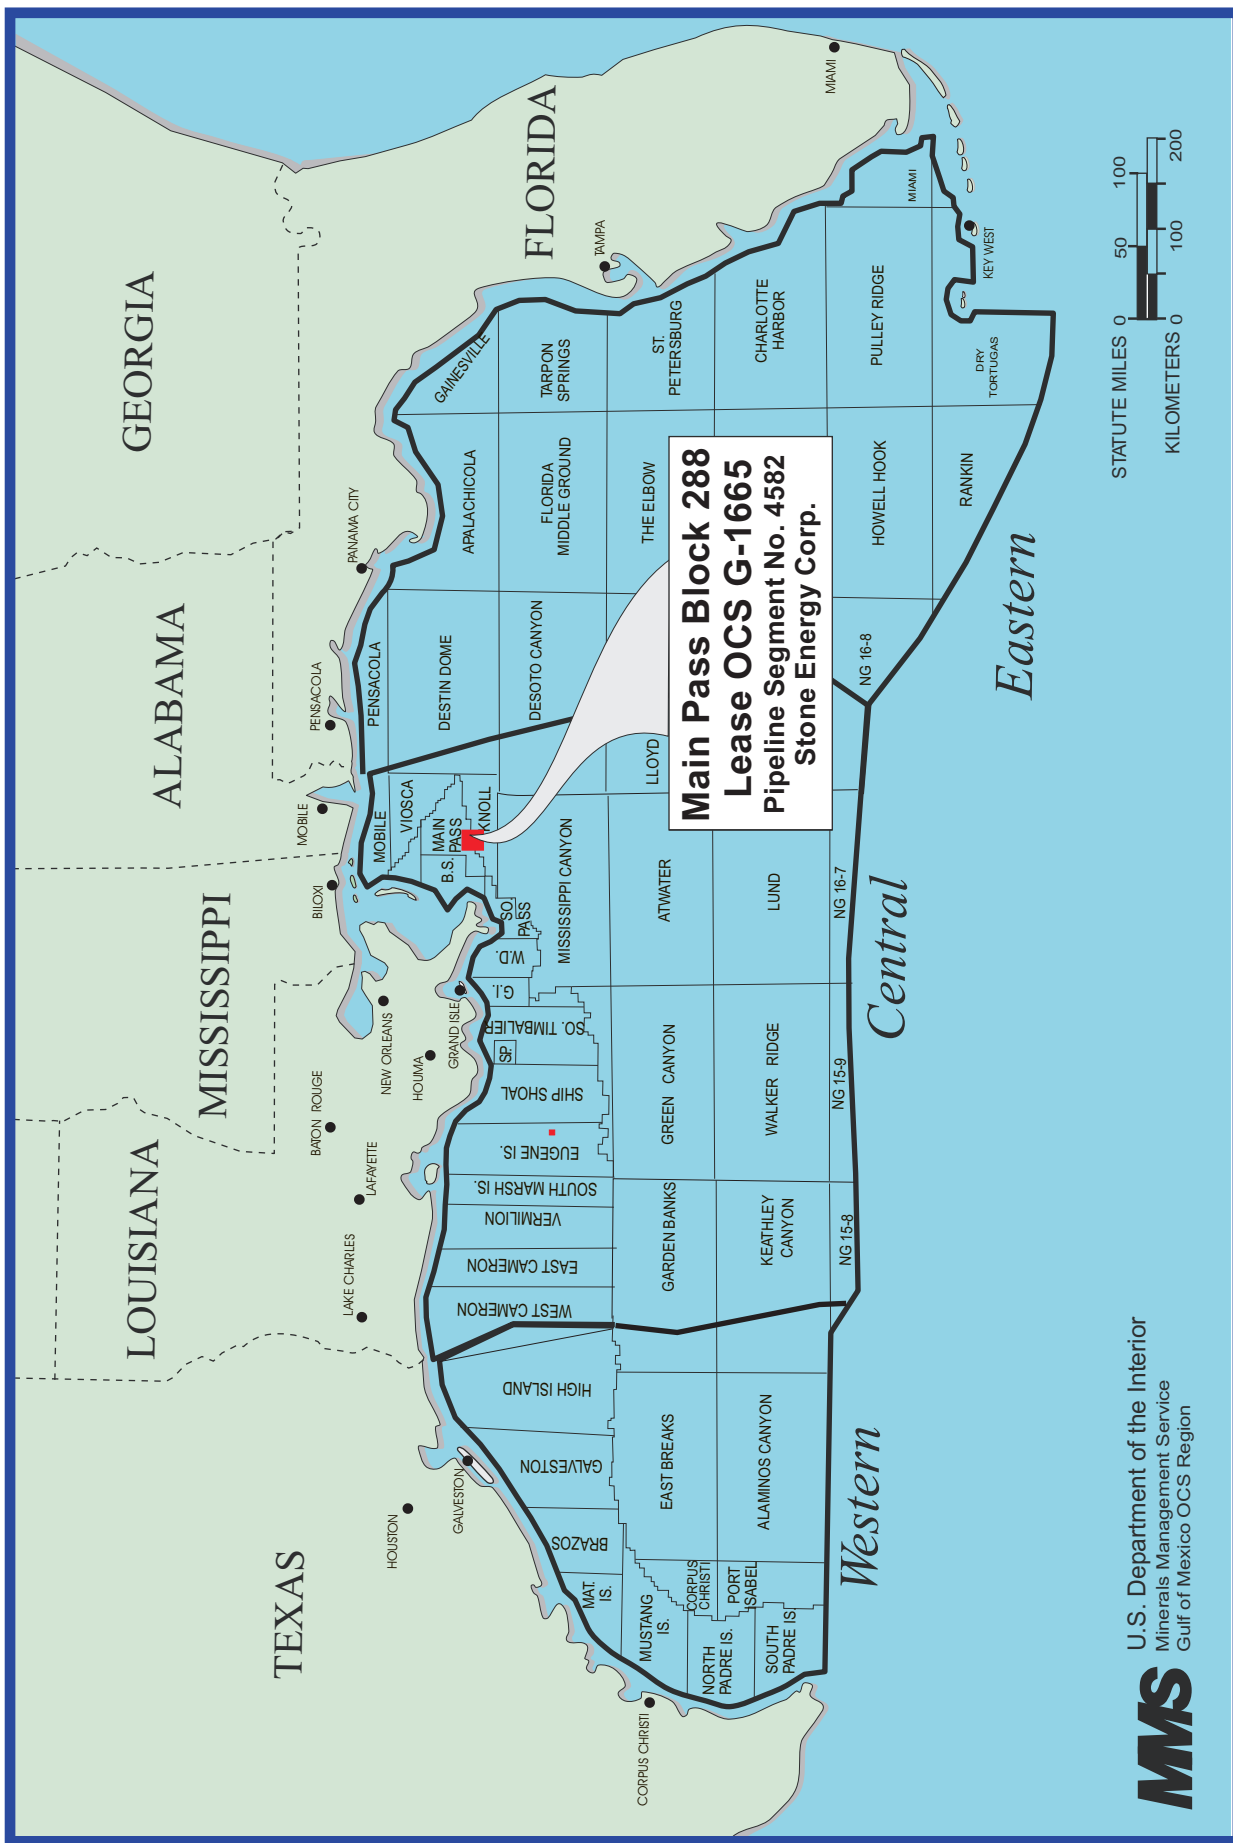 TEXAS
LOUISIANA
MISSISSIPPI
ALABAMA
GEORGIA
FLORIDA
CORPUS CHRISTI
HOUSTON
GALVESTON
LAKE CHARLES
LAFAYETTE
BATON ROUGE
HOUMA
NEW ORLEANS
GRAND ISLE
BILOXI
MOBILE
PENSACOLA
PANAMA CITY
TAMPA
MIAMI
KEY WEST
SOUTH
PADRE IS.
NORTH
PADRE IS.
MUSTANG
IS.
MAT.
IS.
BRAZOS
GALVESTON
HIGH ISLAND
CORPUS
CHRISTI
PORT
ISABEL
EAST BREAKS
ALAMINOS CANYON
WEST CAMERON
EAST CAMERON
VERMILION
SOUTH MARSH IS.
EUGENE IS.
SHIP SHOAL
SP.
SO. TIMBALIER
G.I.
W.D.
SO.
PASS
B.S.
MAIN
PASS
VIOSCA
KNOLL
MOBILE
GARDEN BANKS
KEATHLEY
CANYON
NG 15-8
GREEN CANYON
WALKER RIDGE
NG 15-9
MISSISSIPPI CANYON
ATWATER
LUND
NG 16-7
LLOYD
PENSACOLA
DESTIN DOME
DESOTO CANYON
NG 16-8
APALACHICOLA
FLORIDA
MIDDLE GROUND
THE ELBOW
HOWELL HOOK
RANKIN
GAINESVILLE
TARPON
SPRINGS
ST.
PETERSBURG
CHARLOTTE
HARBOR
PULLEY RIDGE
DRY
TORTUGAS
MIAMI
Main Pass Block 288
Lease OCS G-1665
Pipeline Segment No. 4582
Stone Energy Corp.
Western
Central
Eastern
STATUTE MILES 0 50 100
KILOMETERS 0 100 200
MMS
U.S. Department of the Interior
Minerals Management Service
Gulf of Mexico OCS Region